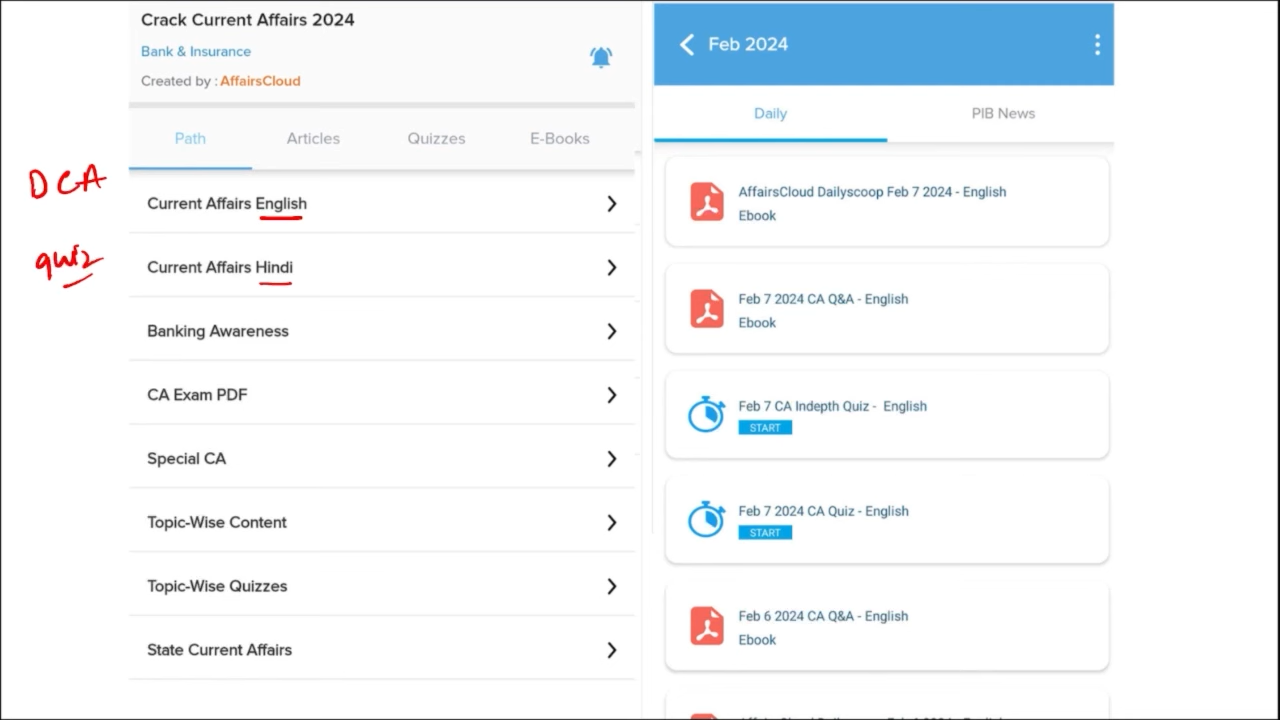 Crack Current Affairs 2024
Bank & Insurance
Created by : AffairsCloud
Path Articles Quizzes E-Books
DCA
Current Affairs English
quiz
Current Affairs Hindi
Banking Awareness
CA Exam PDF
Special CA
Topic-Wise Content
Topic-Wise Quizzes
State Current Affairs
Feb 2024
Daily PIB News
AffairsCloud Dailyscoop Feb 7 2024 - English
Ebook
Feb 7 2024 CA Q&A - English
Ebook
Feb 7 CA Indepth Quiz - English
START
Feb 7 2024 CA Quiz - English
START
Feb 6 2024 CA Q&A - English
Ebook